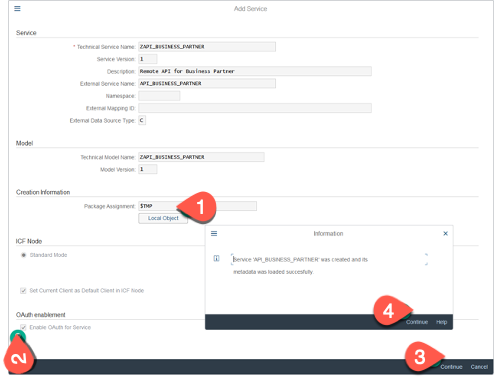 Add Service
Service
* Technical Service Name: ZAPI_BUSINESS_PARTNER
Service Version: 1
Description: Remote API for Business Partner
External Service Name: API_BUSINESS_PARTNER
Namespace:
External Mapping ID:
External Data Source Type: C
Model
Technical Model Name: ZAPI_BUSINESS_PARTNER
Model Version: 1
Creation Information
Package Assignment: $TMP
1
Local Object
Information
i
Service 'API_BUSINESS_PARTNER' was created and its
metadata was loaded succesfully
4
Continue Help
ICF Node
Standard Mode
Set Current Client as Default Client in ICF Node
OAuth enablement
Enable OAuth for Service
2
3
Continue Cancel